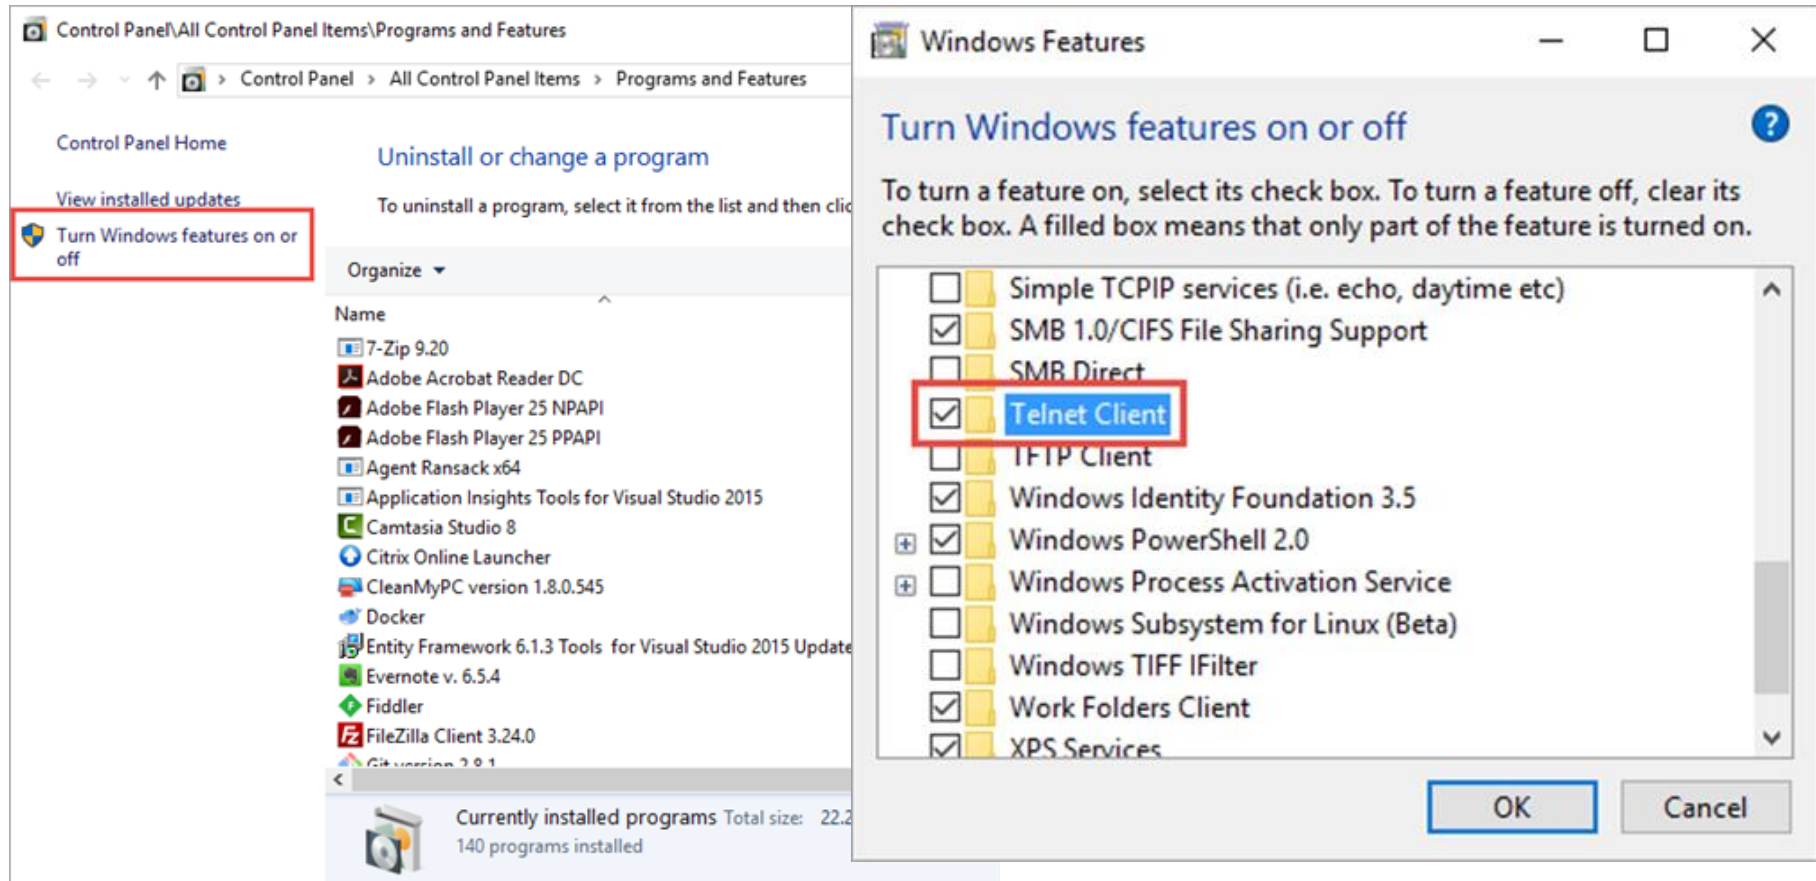 Control Panel\All Control Panel Items\Programs and Features
Control Panel > All Control Panel Items > Programs and Features
Control Panel Home
View installed updates
Turn Windows features on or
off
Uninstall or change a program
To uninstall a program, select it from the list and then clic
Organize
Name
7-Zip 9.20
Adobe Acrobat Reader DC
Adobe Flash Player 25 NPAPI
Adobe Flash Player 25 PPAPI
Agent Ransack x64
Application Insights Tools for Visual Studio 2015
Camtasia Studio 8
Citrix Online Launcher
CleanMyPC version 1.8.0.545
Docker
Entity Framework 6.1.3 Tools for Visual Studio 2015 Update
Evernote v. 6.5.4
Fiddler
FileZilla Client 3.24.0
Git version 2.8.1
Currently installed programs Total size: 22.2
140 programs installed
Windows Features
Turn Windows features on or off
?
To turn a feature on, select its check box. To turn a feature off, clear its
check box. A filled box means that only part of the feature is turned on.
Simple TCPIP services (i.e. echo, daytime etc)
SMB 1.0/CIFS File Sharing Support
SMB Direct
Telnet Client
TFTP Client
Windows Identity Foundation 3.5
Windows PowerShell 2.0
Windows Process Activation Service
Windows Subsystem for Linux (Beta)
Windows TIFF IFilter
Work Folders Client
XPS Services
OK
Cancel